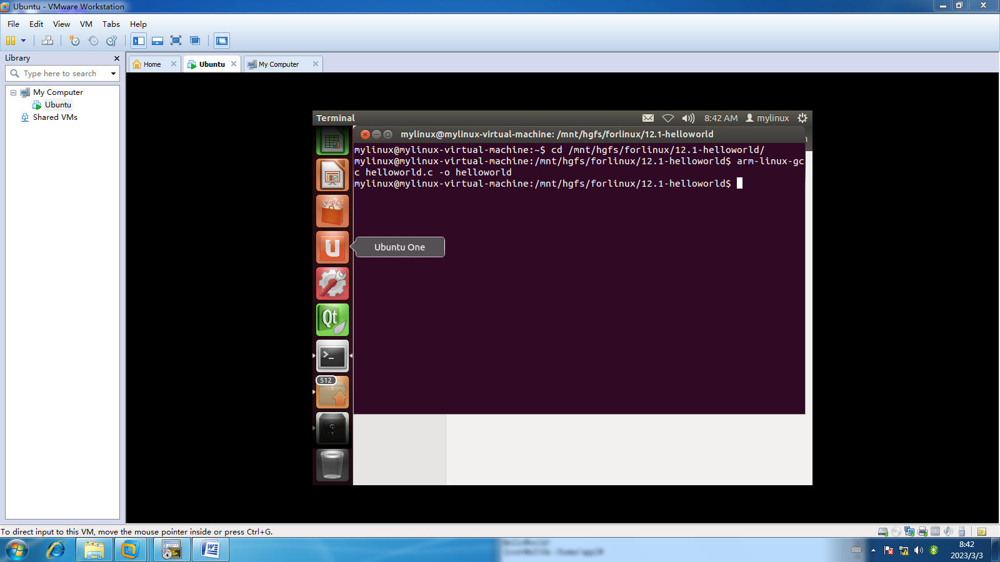 Ubuntu - VMware Workstation
File Edit View VM Tabs Help
Library
Type here to search
My Computer
Ubuntu
Shared VMs
Home Ubuntu My Computer
Terminal 8:42 AM mylinux
mylinux@mylinux-virtual-machine: /mnt/hgfs/forlinux/12.1-helloworld
mylinux@mylinux-virtual-machine:~$ cd /mnt/hgfs/forlinux/12.1-helloworld/
mylinux@mylinux-virtual-machine:/mnt/hgfs/forlinux/12.1-helloworld$ arm-linux-gc
c helloworld.c -o helloworld
mylinux@mylinux-virtual-machine:/mnt/hgfs/forlinux/12.1-helloworld$
Ubuntu One
Qt
512
To direct input to this VM, move the mouse pointer inside or press Ctrl+G.
8:42
2023/3/3